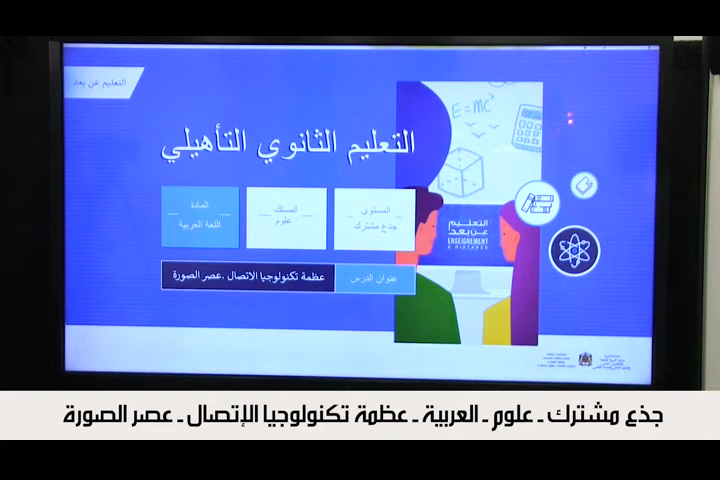 التعليم عن بعد
E=MC²
التعليم الثانوي التأهيلي
المستوى
جذع مشترك
المسلك
علوم
المادة
اللغة العربية
التعليم
عن بعد
ENSEIGNEMENT
A DISTANCE
عنوان الدرس
عظمة تكنولوجيا الاتصال .عصر الصورة
جذع مشترك ـ علوم ـ العربية ـ عظمة تكنولوجيا الإتصال ـ عصر الصورة